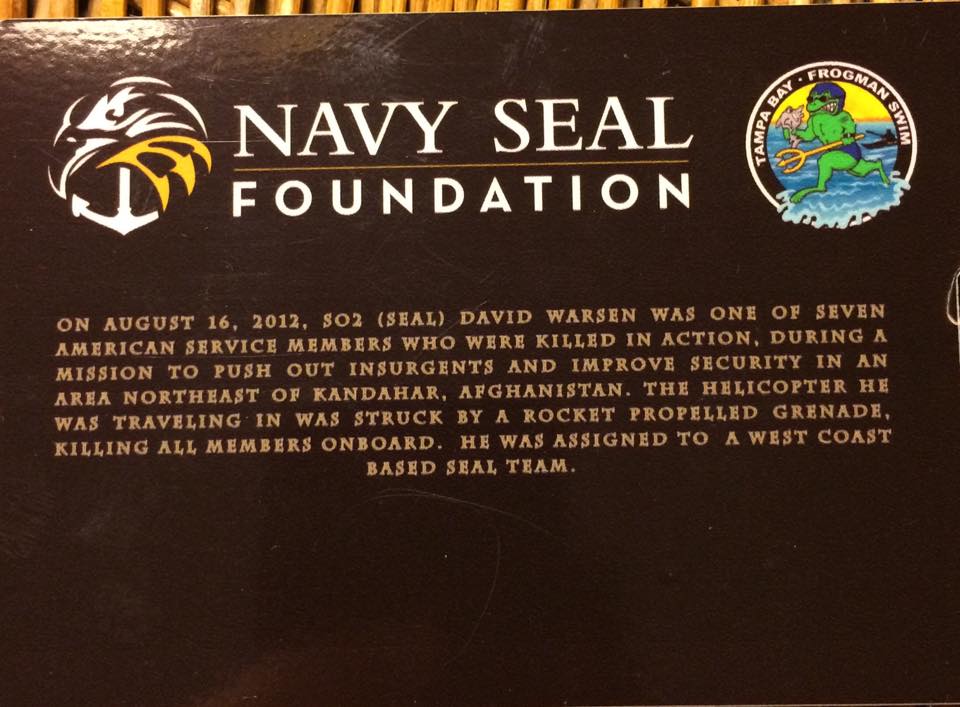 NAVY SEAL
FOUNDATION
TAMPA BAY · FROGMAN SWIM
ON AUGUST 16, 2012, SO2 (SEAL) DAVID WARSEN WAS ONE OF SEVEN
AMERICAN SERVICE MEMBERS WHO WERE KILLED IN ACTION, DURING A
MISSION TO PUSH OUT INSURGENTS AND IMPROVE SECURITY IN AN
AREA NORTHEAST OF KANDAHAR, AFGHANISTAN. THE HELICOPTER HE
WAS TRAVELING IN WAS STRUCK BY A ROCKET PROPELLED GRENADE,
KILLING ALL MEMBERS ONBOARD. HE WAS ASSIGNED TO A WEST COAST
BASED SEAL TEAM.